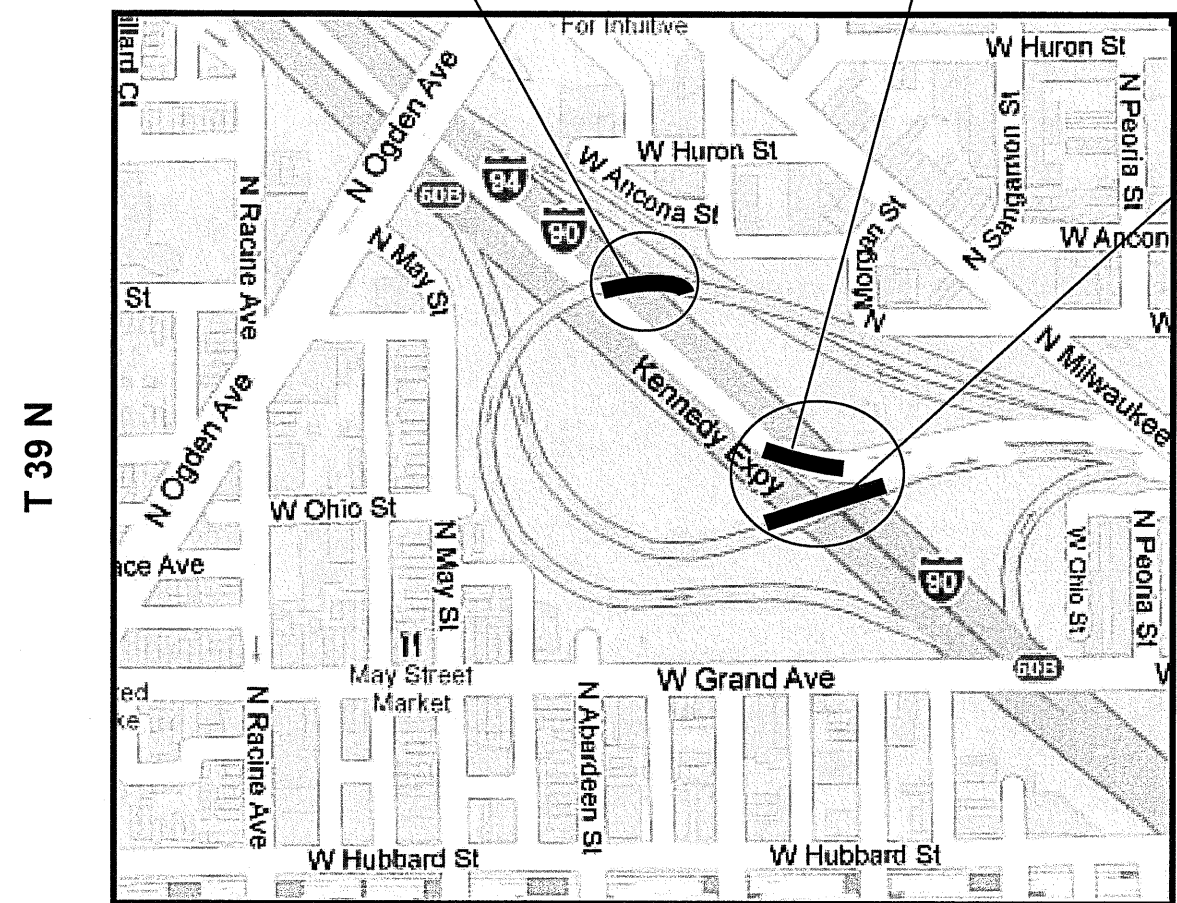 For Intuitive
W Huron St
N Ogden Ave
N Peoria St
N Sangamon St
W Huron St
W Ancona St
94
60B
90
N Racine Ave
N May St
N Morgan St
W Ancon
St
N
W
N Milwaukee
Kennedy Expy
T 39 N
N Ogden Ave
W Ohio St
N May St
ace Ave
W Ohio St
N Peoria St
90
60B
May Street
Market
W Grand Ave
W
N Racine Ave
N Aberdeen St
W Hubbard St
W Hubbard St